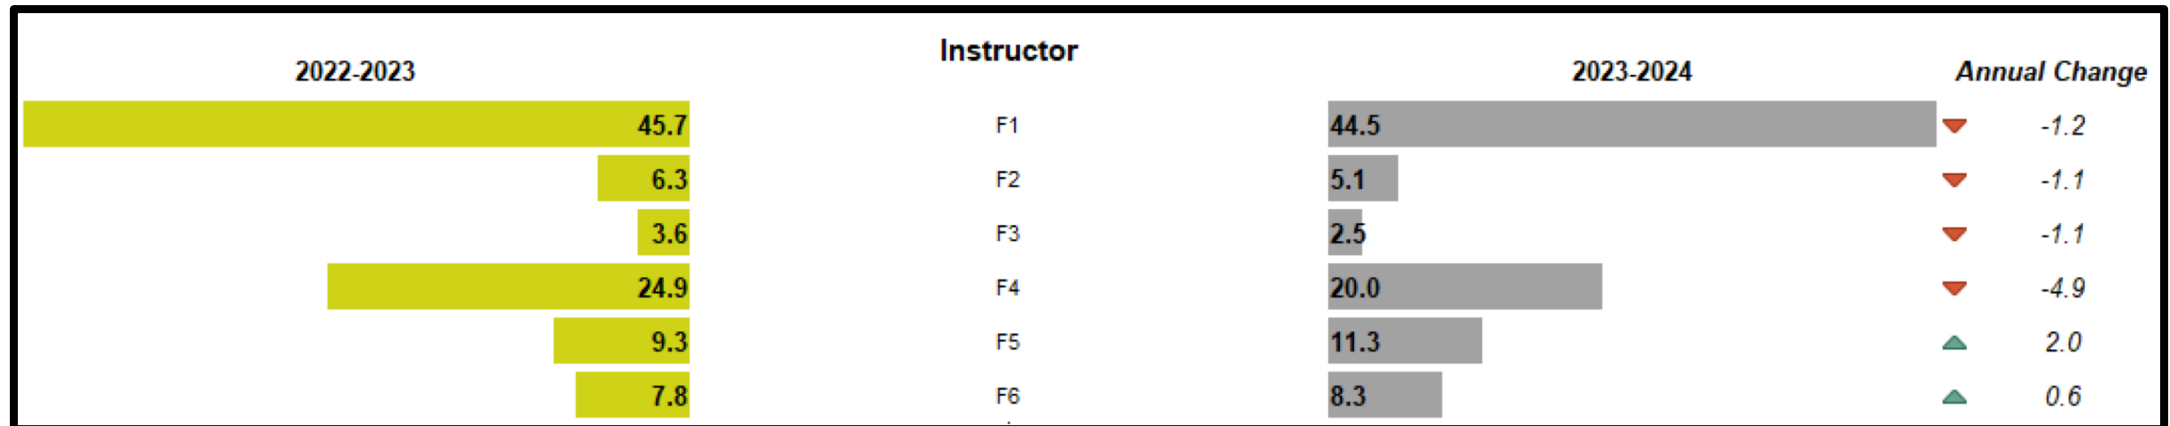 Instructor
2022-2023 2023-2024 Annual Change
45.7 F1 44.5 -1.2
6.3 F2 5.1 -1.1
3.6 F3 2.5 -1.1
24.9 F4 20.0 -4.9
9.3 F5 11.3 2.0
7.8 F6 8.3 0.6